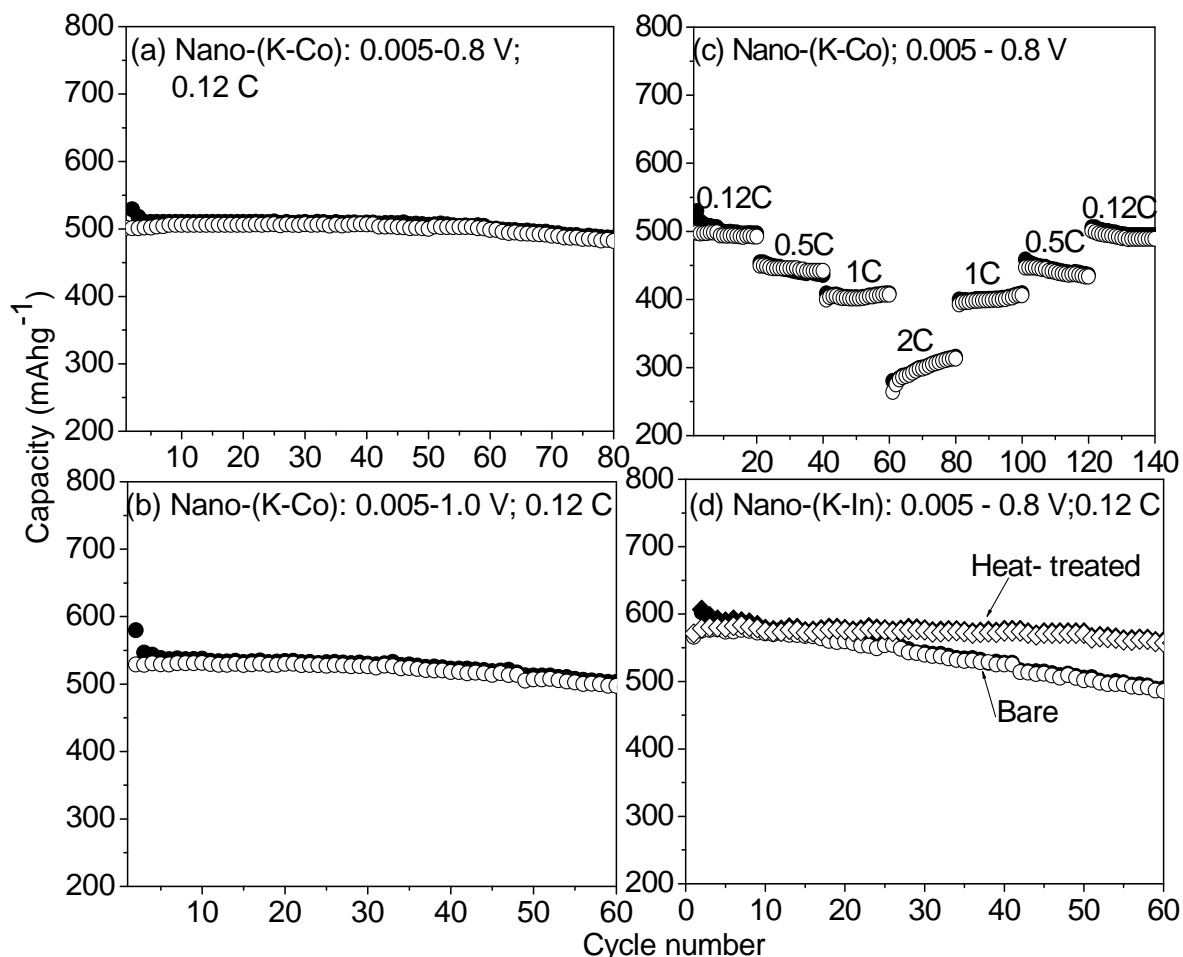 800
700
600
500
400
300
200
(a) Nano-(K-Co): 0.005-0.8 V;
0.12 C
10 20 30 40 50 60 70 80
800
700
600
500
400
300
200
(c) Nano-(K-Co); 0.005 - 0.8 V
0.12C
0.5C
1C
2C
1C
0.5C
0.12C
20 40 60 80 100 120 140
Capacity (mAhg-1)
800
700
600
500
400
300
200
(b) Nano-(K-Co): 0.005-1.0 V; 0.12 C
10 20 30 40 50 60
800
700
600
500
400
300
200
(d) Nano-(K-In): 0.005 - 0.8 V;0.12 C
Heat- treated
Bare
0 10 20 30 40 50 60
Cycle number